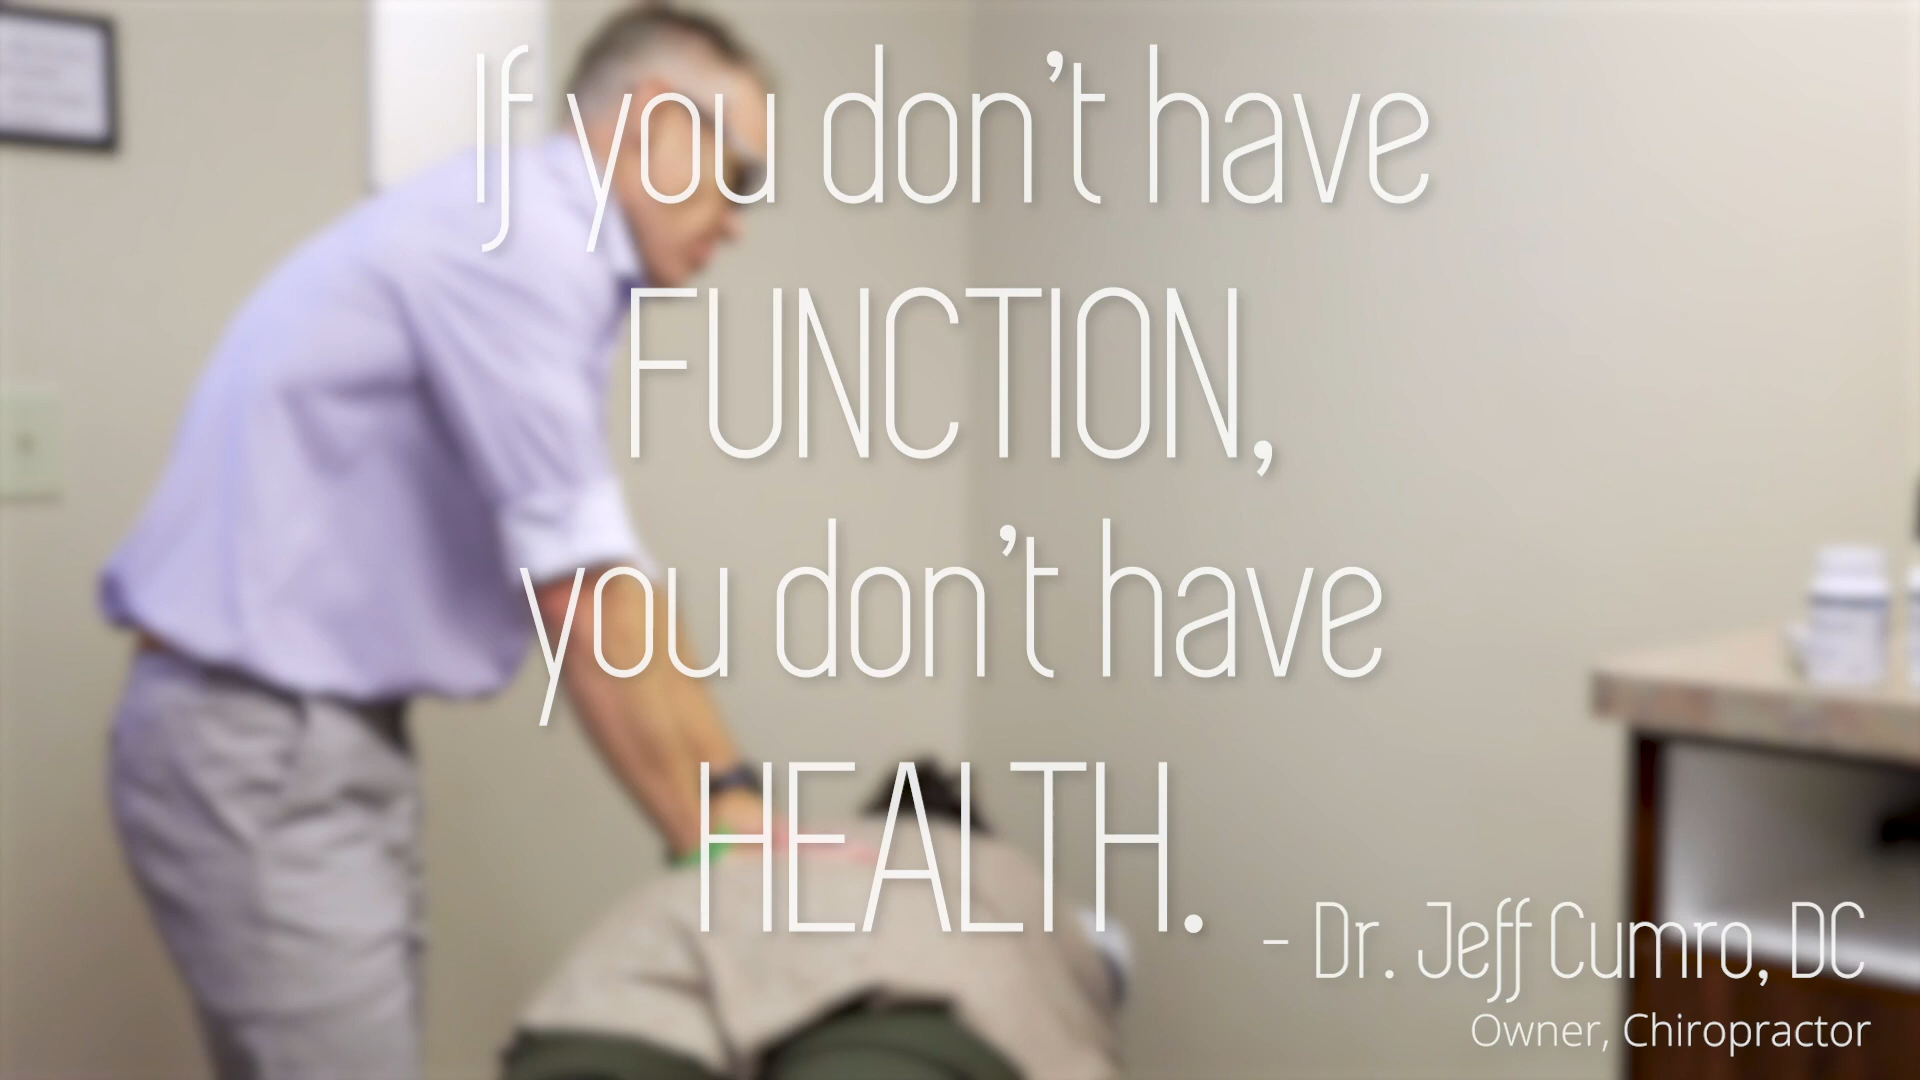 If you don't have
FUNCTION,
you don't have
HEALTH.
- Dr. Jeff Cumro, DC
Owner, Chiropractor